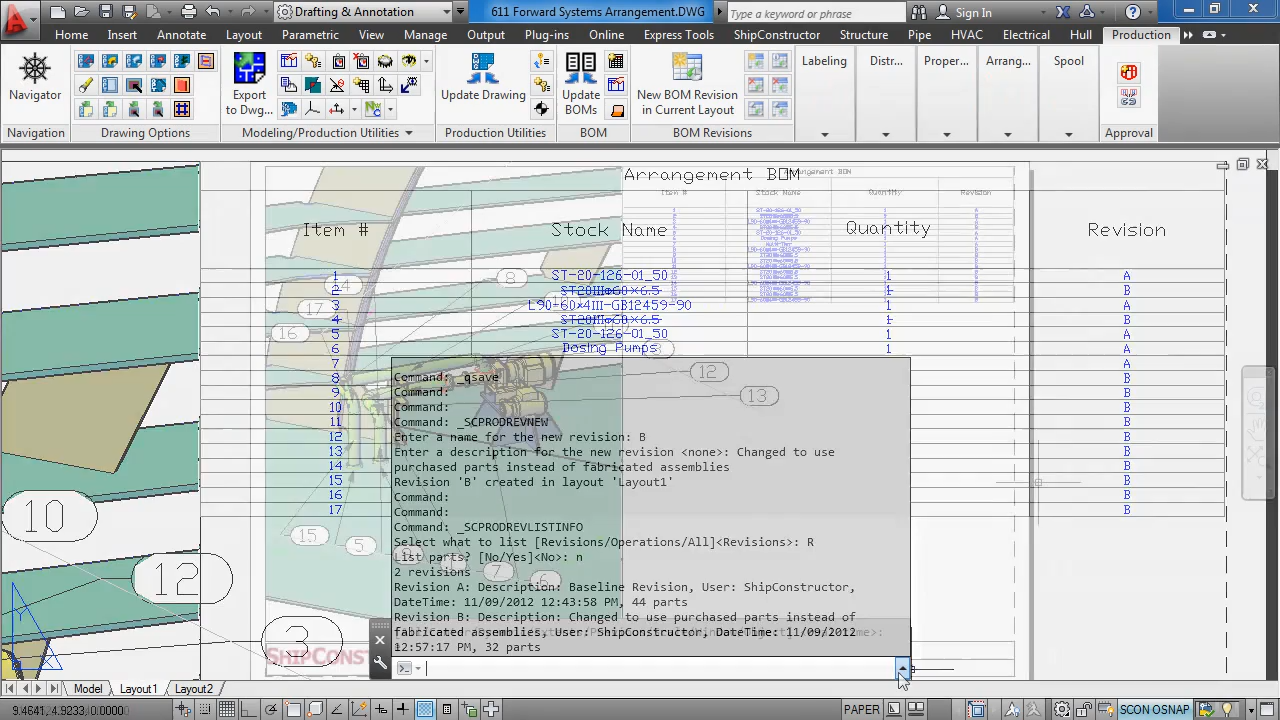 Drafting & Annotation
611 Forward Systems Arrangement.DWG
Type a keyword or phrase
Sign In
Home Insert Annotate Layout Parametric View Manage Output Plug-ins Online Express Tools ShipConstructor Structure Pipe HVAC Electrical Hull Production
Navigator
Export
to Dwg...
Update Drawing
Update
BOMs
New BOM Revision
in Current Layout
Labeling
Distr...
Proper...
Arrang...
Spool
Navigation
Drawing Options
Modeling/Production Utilities
Production Utilities
BOM
BOM Revisions
Approval
Arrangement BOM
Item # Stock Name Quantity Revision
1 ST-20-126-01_50 1 A
2 1 B
3 1 A
4 1 B
5 ST-20-126-01_50 1 A
6 Dosing Pumps 1 A
7 A
8 B
9 B
10 B
11 B
12 B
13 B
14 B
15 B
16 B
17 B
14
17
16
8
12
13
15
5
7
6
10
12
3
Command: _qsave
Command:
Command:
Command: _SCPRODREVNEW
Enter a name for the new revision: B
Enter a description for the new revision <none>: Changed to use
purchased parts instead of fabricated assemblies
Revision 'B' created in layout 'Layout1'
Command:
Command:
Command: _SCPRODREVLISTINFO
Select what to list [Revisions/Operations/All]<Revisions>: R
List parts? [No/Yes]<No>: n
2 revisions
Revision A: Description: Baseline Revision, User: ShipConstructor,
DateTime: 11/09/2012 12:43:58 PM, 44 parts
Revision B: Description: Changed to use purchased parts instead of
fabricated assemblies, User: ShipConstructor, DateTime: 11/09/2012
12:57:17 PM, 32 parts
SHIPCONST
Model Layout1 Layout2
9.4641, 4.9233, 0.0000
PAPER
SCON OSNAP